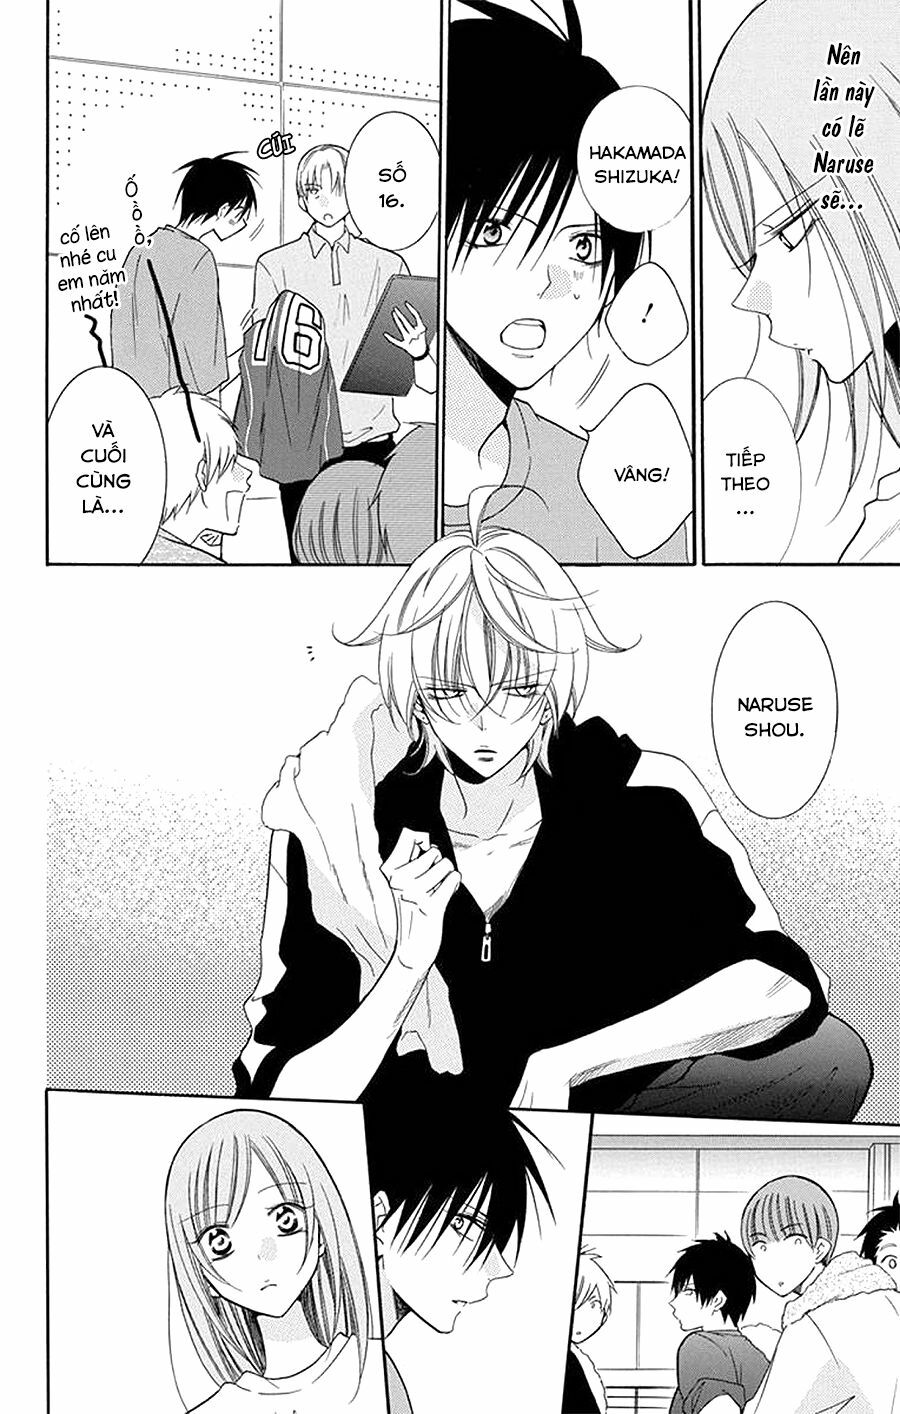 Nên
lần này
có lẽ
Naruse
sẽ...
TIẾP
THEO
...
HAKAMADA
SHIZUKA!
!
VÂNG!
SỐ
16.
CÚI
16
Ố
Ồ
Ồ,
cố lên
nhé cu
em năm
nhất!
VÀ
CUỐI
CÙNG
LÀ...
NARUSE
SHOU.